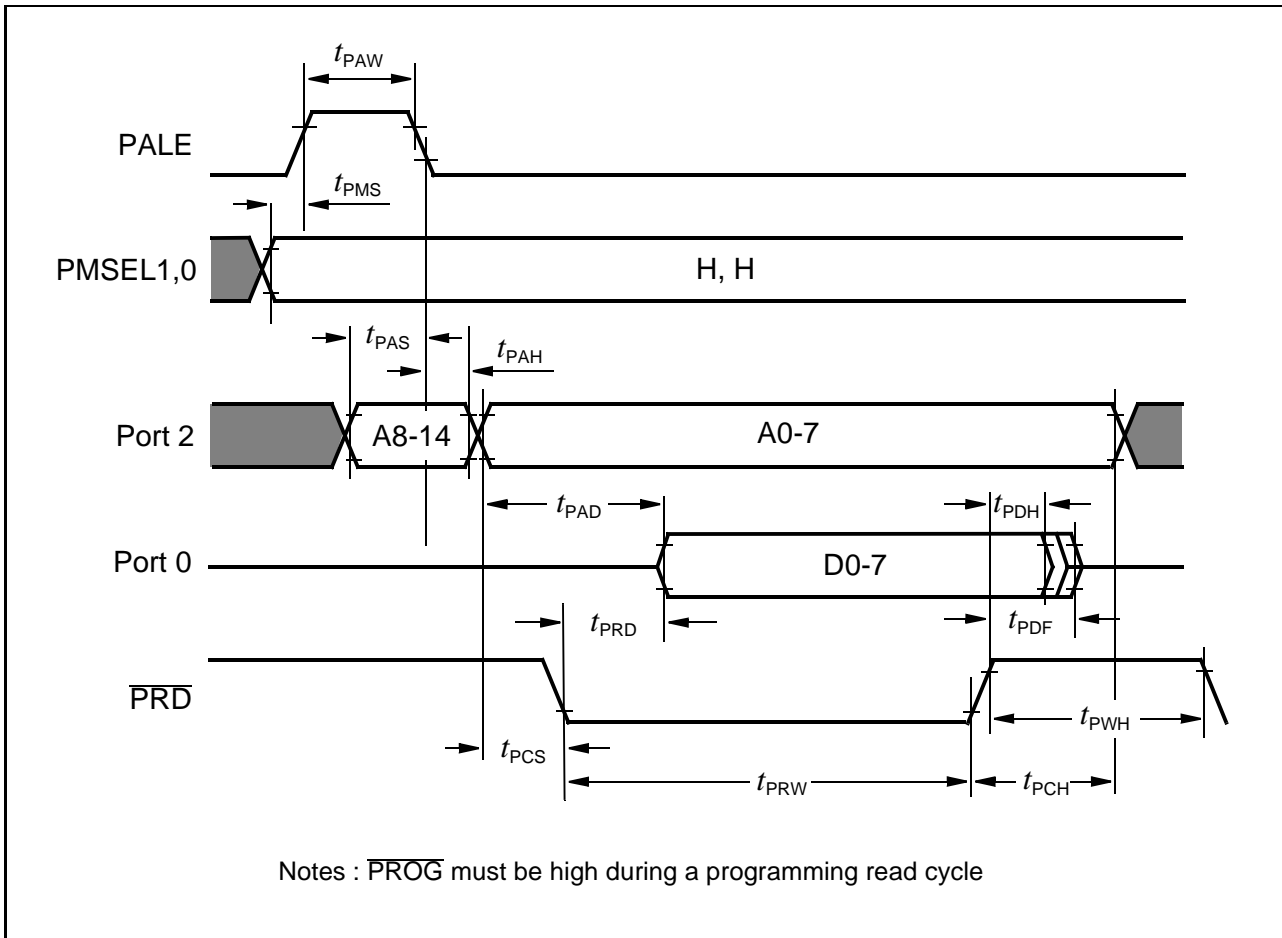 tPAW
PALE
tPMS
PMSEL1,0
H, H
tPAS
tPAH
Port 2
A8-14
A0-7
tPAD
tPDH
Port 0
D0-7
tPRD
tPDF
PRD
tPWH
tPCS
tPRW
tPCH
Notes : PROG must be high during a programming read cycle